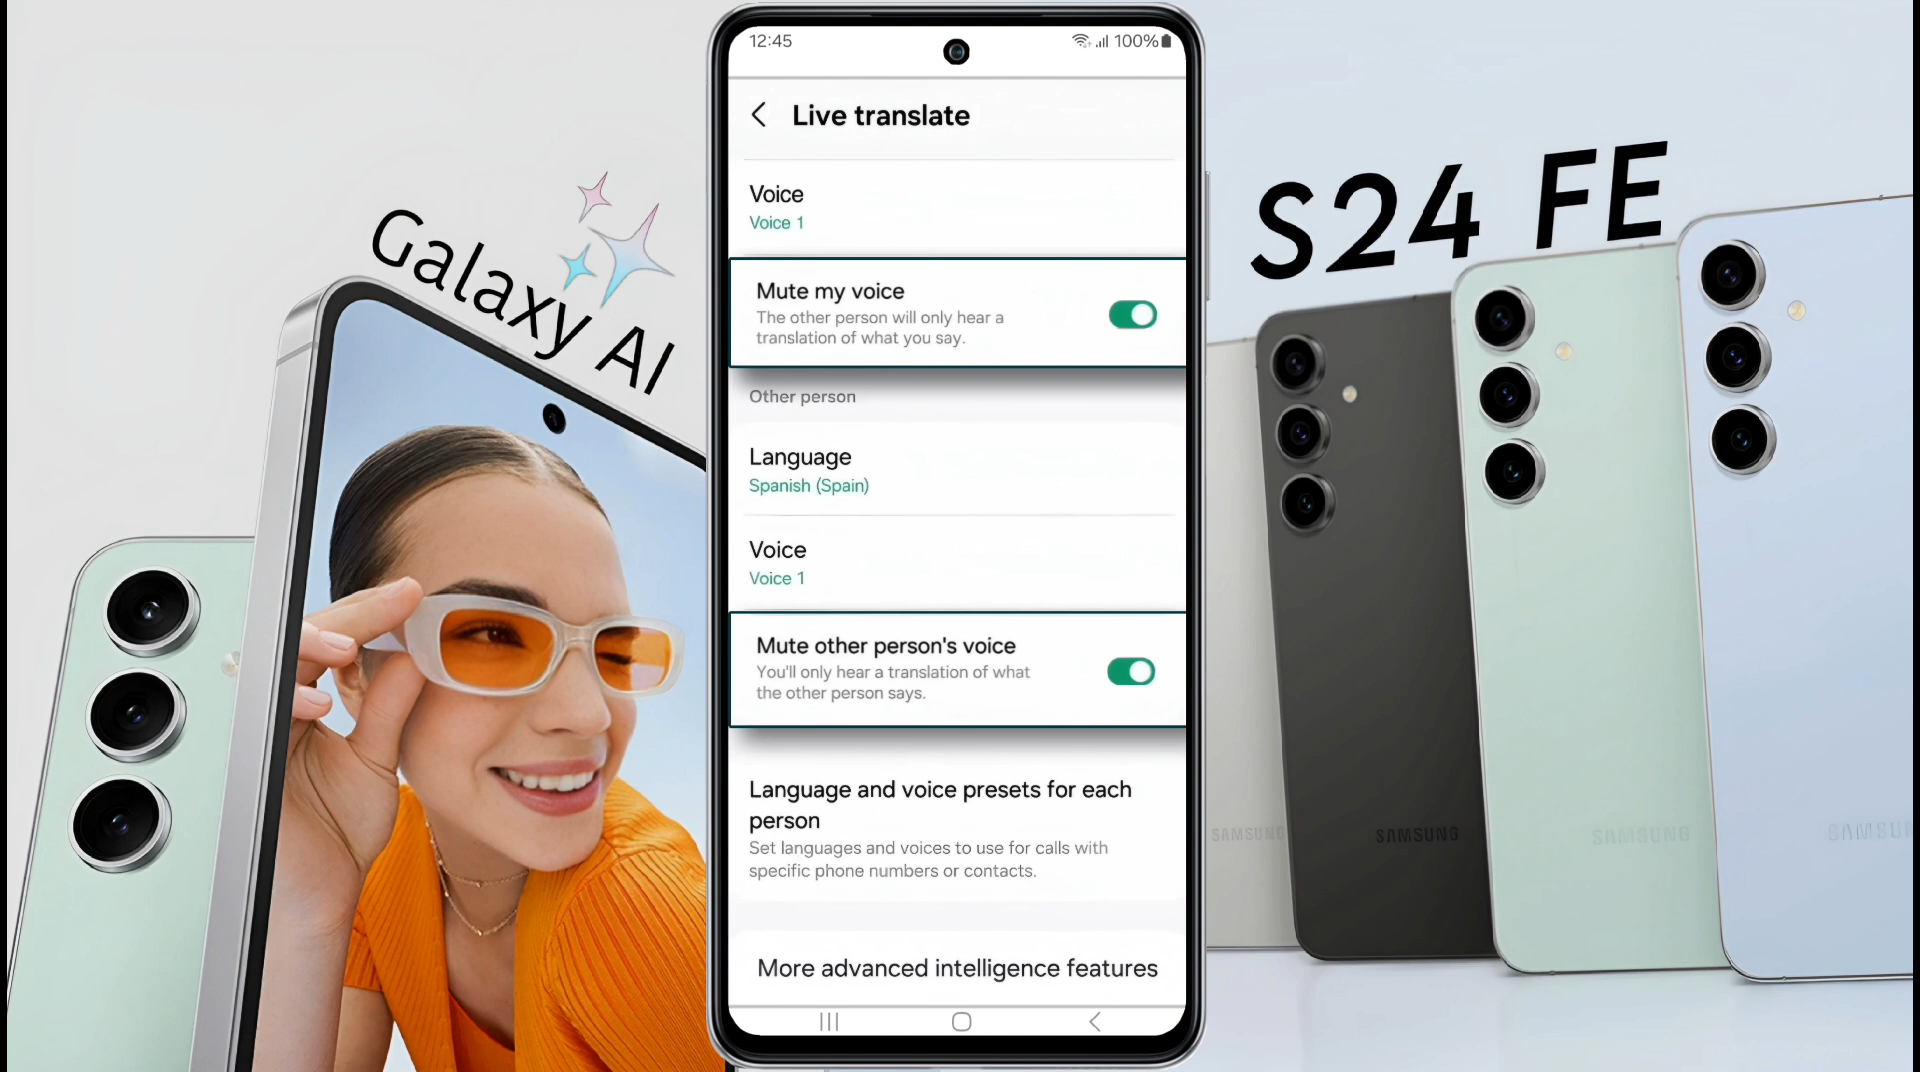 12:45
100%
Live translate
Voice
Voice 1
Mute my voice
The other person will only hear a
translation of what you say.
Other person
Language
Spanish (Spain)
Voice
Voice 1
Mute other person's voice
You'll only hear a translation of what
the other person says.
Language and voice presets for each
person
Set languages and voices to use for calls with
specific phone numbers or contacts.
More advanced intelligence features
Galaxy AI
S24 FE
SAMSUNG
SAMSUNG
SAMSUNG
SAMSU